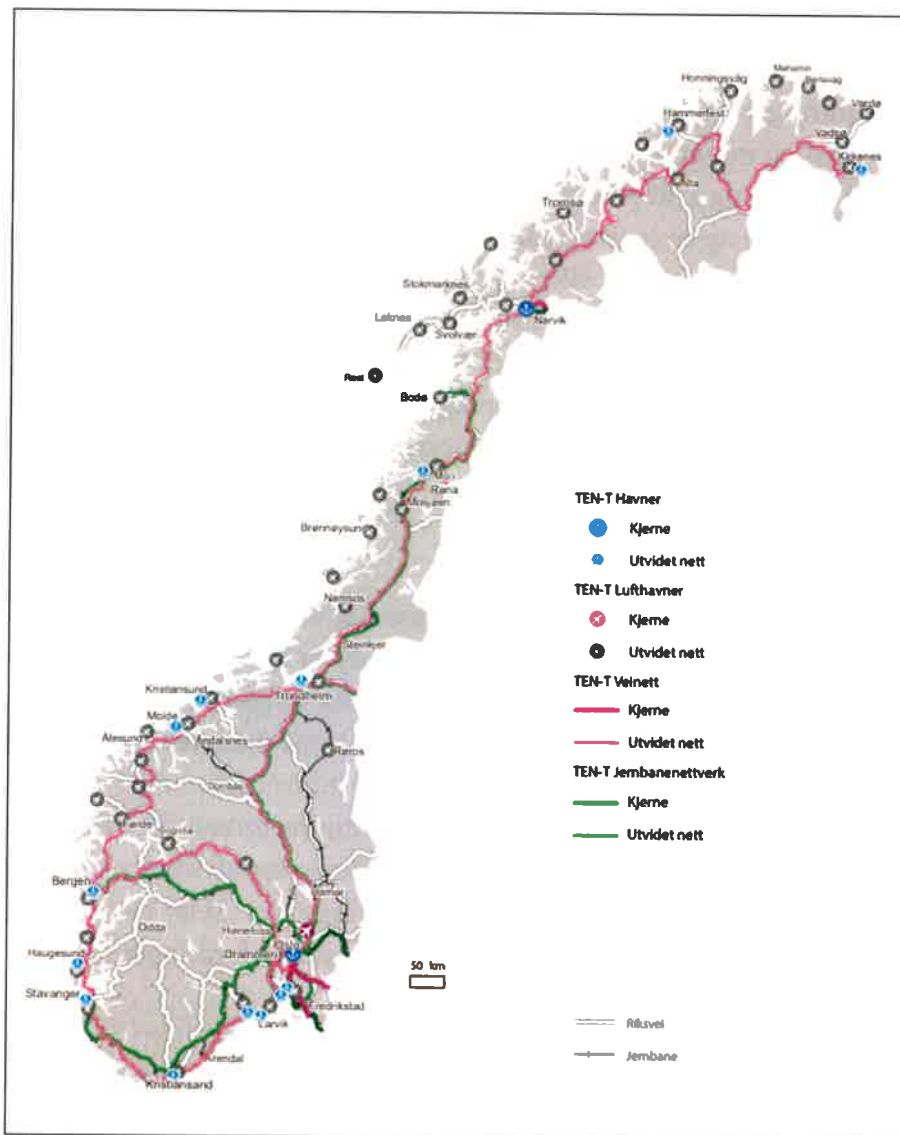 Mehamn
Honningsvåg
Berlevåg
Hammerfest
Vardø
Vadsø
Kirkenes
Alta
Tromsø
Stokmarknes
Leknes
Svolvær
Narvik
Røst
Bodø
Rana
Mosjøen
Brønnøysund
Namsos
Steinkjer
Kristiansund
Trondheim
Molde
Ålesund
Åndalsnes
Røros
Dombås
Førde
Sogndal
Bergen
Hamar
Odda
Hønefoss
Oslo
Haugesund
Drammen
Stavanger
Fredrikstad
Larvik
Arendal
Kristiansand
TEN-T Havner
Kjerne
Utvidet nett
TEN-T Lufthavner
Kjerne
Utvidet nett
TEN-T Veinett
Kjerne
Utvidet nett
TEN-T Jernbanenettverk
Kjerne
Utvidet nett
50 km
Riksvei
Jernbane